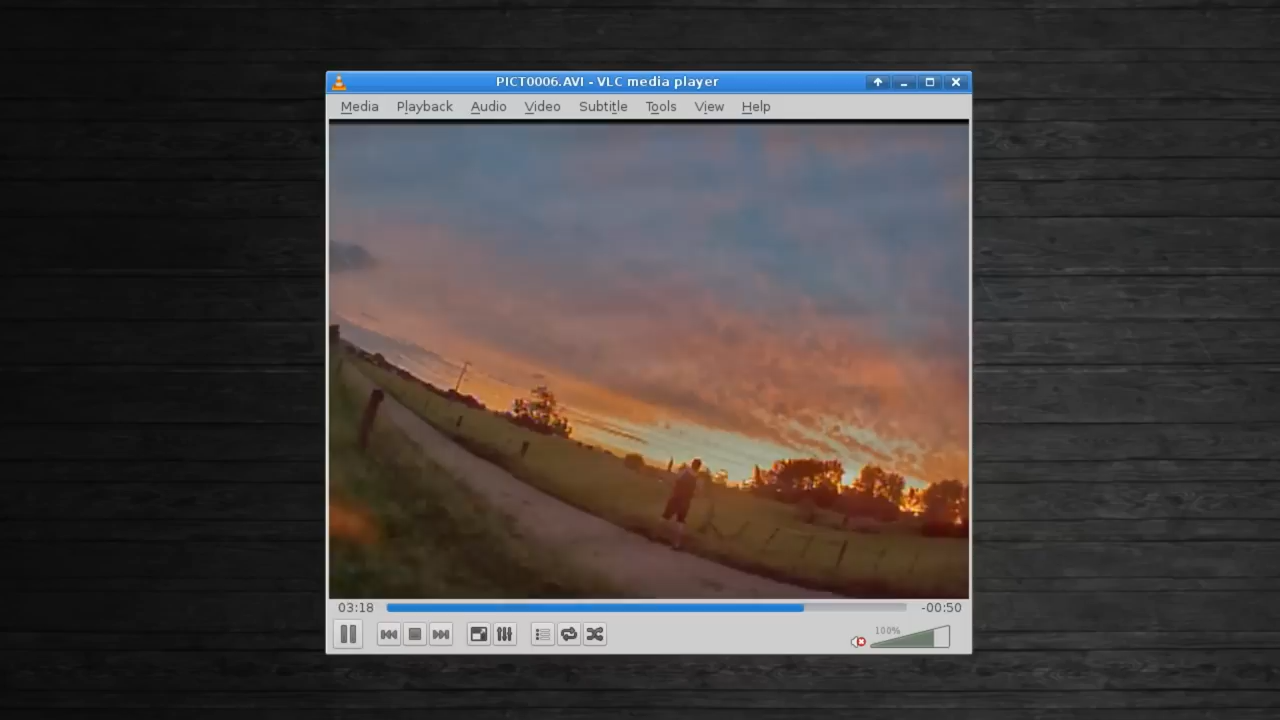 PICT0006.AVI - VLC media player
Media Playback Audio Video Subtitle Tools View Help
03:18 -00:50
100%